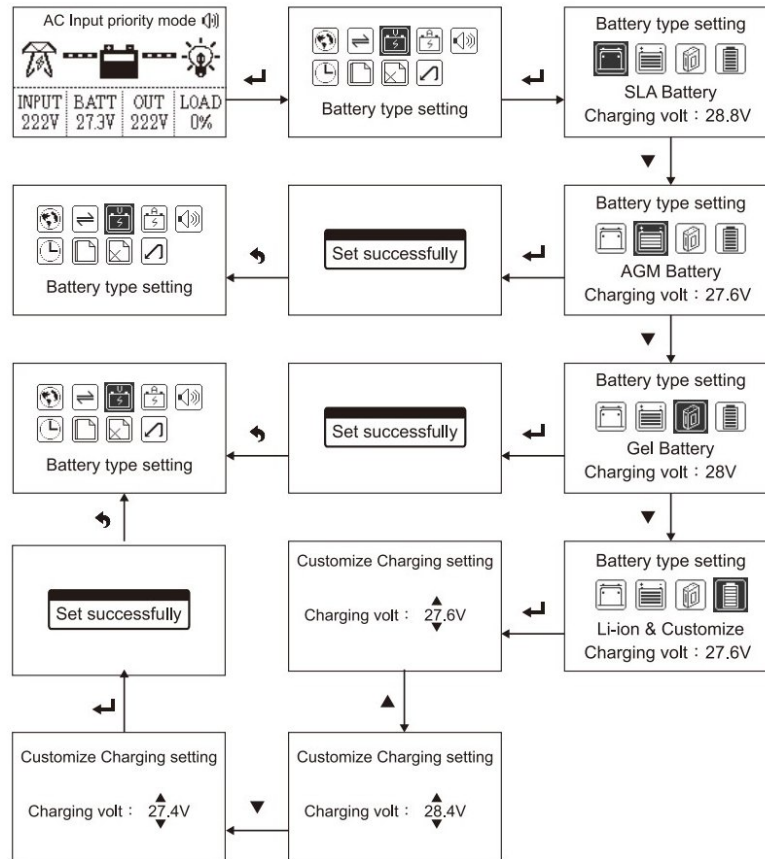 AC Input priority mode
INPUT BATT OUT LOAD
222V 27.3V 222V 0%
Battery type setting
Battery type setting
SLA Battery
Charging volt : 28.8V
Battery type setting
Set successfully
Battery type setting
AGM Battery
Charging volt : 27.6V
Battery type setting
Set successfully
Battery type setting
Gel Battery
Charging volt : 28V
Set successfully
Customize Charging setting
Charging volt : 27.6V
Battery type setting
Li-ion & Customize
Charging volt : 27.6V
Customize Charging setting
Charging volt : 27.4V
Customize Charging setting
Charging volt : 28.4V